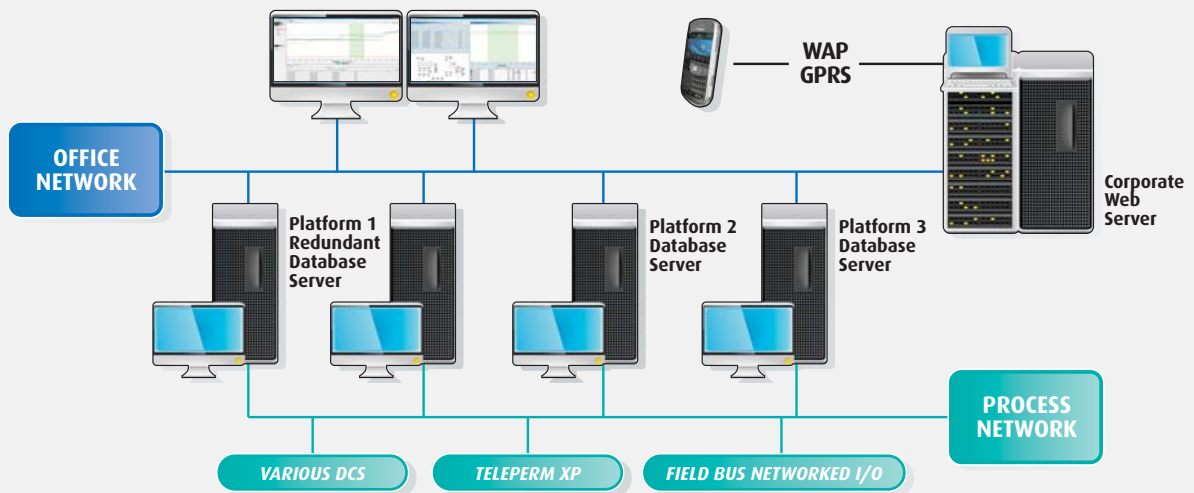 WAP
GPRS
OFFICE
NETWORK
Corporate
Web
Server
Platform 1
Redundant
Database
Server
Platform 2
Database
Server
Platform 3
Database
Server
PROCESS
NETWORK
VARIOUS DCS
TELEPERM XP
FIELD BUS NETWORKED I/O